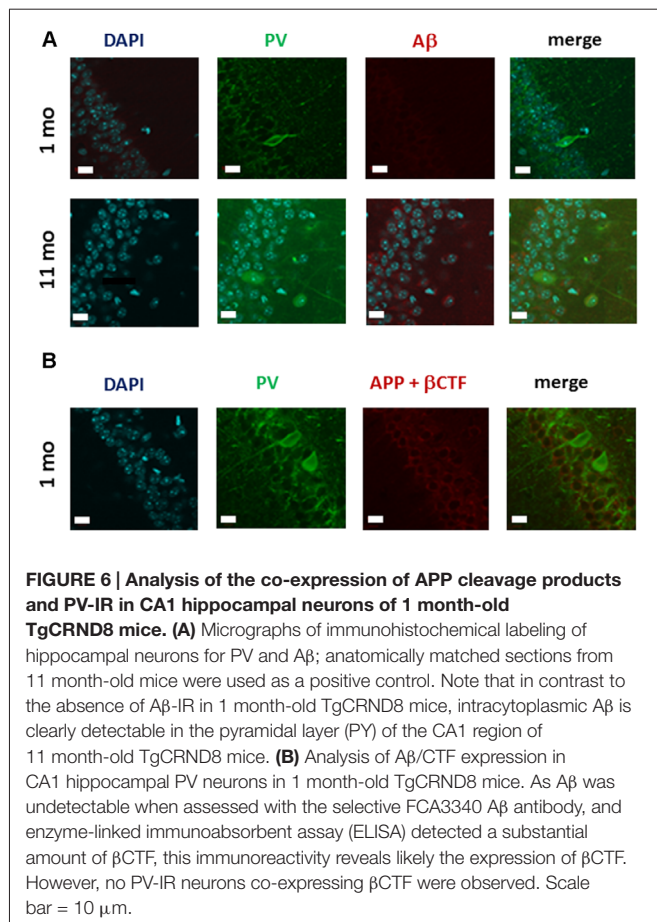 A
DAPI PV Aβ merge
1 mo
11 mo
B
DAPI PV APP + βCTF merge
1 mo
FIGURE 6 | Analysis of the co-expression of APP cleavage products
and PV-IR in CA1 hippocampal neurons of 1 month-old
TgCRND8 mice. (A) Micrographs of immunohistochemical labeling of
hippocampal neurons for PV and Aβ; anatomically matched sections from
11 month-old mice were used as a positive control. Note that in contrast to
the absence of Aβ-IR in 1 month-old TgCRND8 mice, intracytoplasmic Aβ is
clearly detectable in the pyramidal layer (PY) of the CA1 region of
11 month-old TgCRND8 mice. (B) Analysis of Aβ/CTF expression in
CA1 hippocampal PV neurons in 1 month-old TgCRND8 mice. As Aβ was
undetectable when assessed with the selective FCA3340 Aβ antibody, and
enzyme-linked immunoabsorbent assay (ELISA) detected a substantial
amount of βCTF, this immunoreactivity reveals likely the expression of βCTF.
However, no PV-IR neurons co-expressing βCTF were observed. Scale
bar = 10 μm.